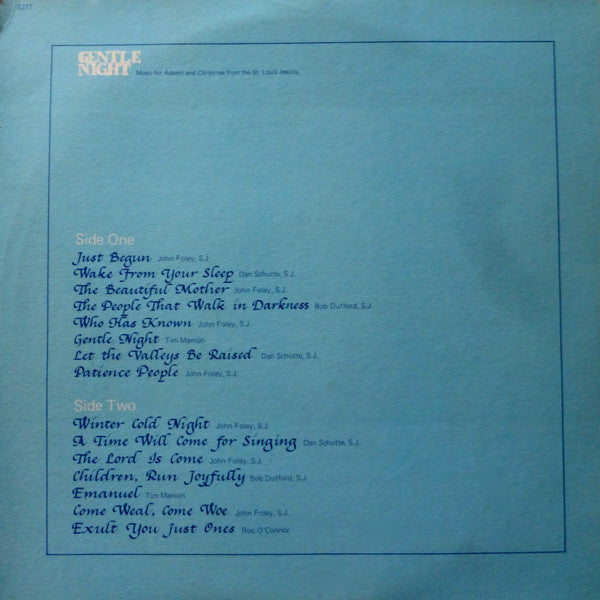 5377
GENTLE
NIGHT Music for Advent and Christmas from the St. Louis Jesuits,
Side One
Just Begun John Foley, S.J.
Wake From Your Sleep Dan Schutte, S.J.
The Beautiful Mother John Foley, S.J.
The People That Walk in Darkness Bob Dufford, S.J.
Who Has Known John Foley, S.J.
Gentle Night Tim Manion
Let the Valleys Be Raised Dan Schutte, S.J.
Patience People John Foley, S.J.
Side Two
Winter Cold Night John Foley, S.J.
A Time Will Come for Singing Dan Schutte, S.J.
The Lord Is Come John Foley, S.J.
Children, Run Joyfully Bob Dufford, S.J.
Emanuel Tim Manion
Come Weal, Come Woe John Foley, S.J.
Exult You Just Ones Roc O'Connor